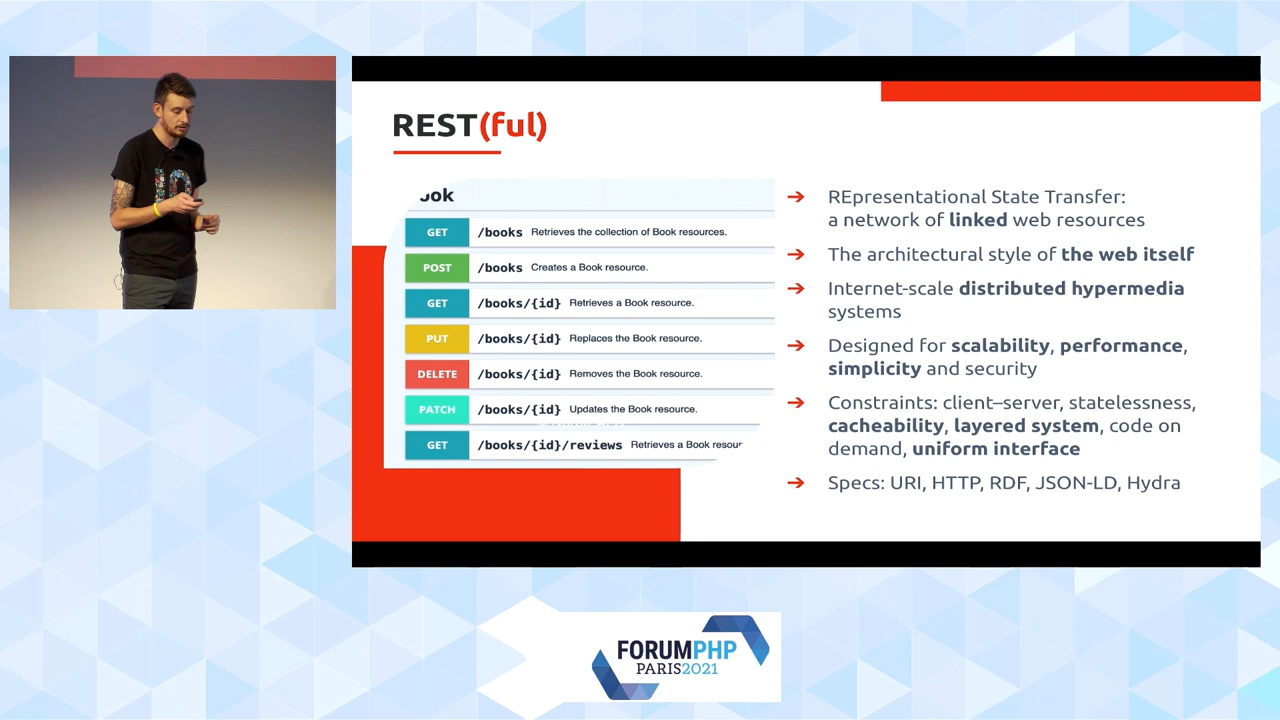 REST(ful)
ook
GET /books Retrieves the collection of Book resources.
POST /books Creates a Book resource.
GET /books/{id} Retrieves a Book resource.
PUT /books/{id} Replaces the Book resource.
DELETE /books/{id} Removes the Book resource.
PATCH /books/{id} Updates the Book resource.
GET /books/{id}/reviews Retrieves a Book resour
➔ REpresentational State Transfer:
a network of linked web resources
➔ The architectural style of the web itself
➔ Internet-scale distributed hypermedia
systems
➔ Designed for scalability, performance,
simplicity and security
➔ Constraints: client–server, statelessness,
cacheability, layered system, code on
demand, uniform interface
➔ Specs: URI, HTTP, RDF, JSON-LD, Hydra
FORUMPHP
PARIS2021